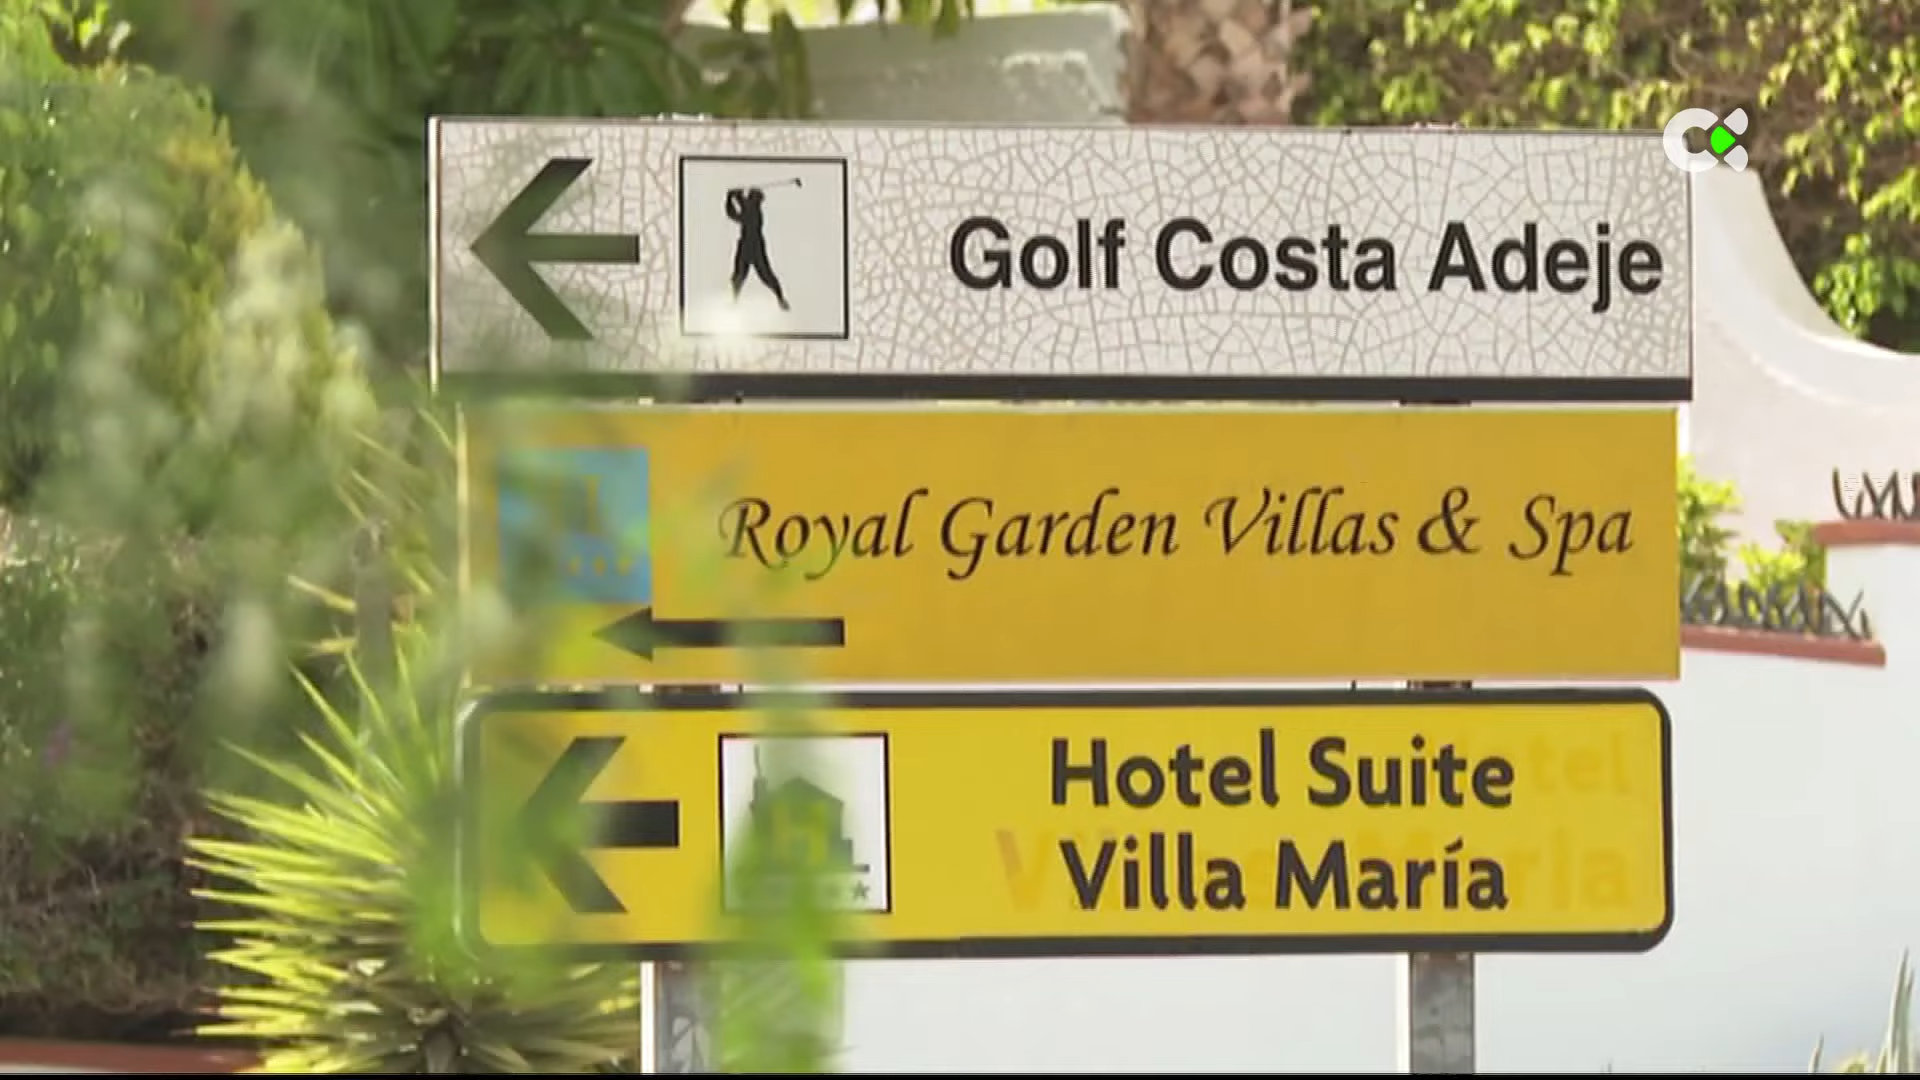 Golf Costa Adeje
Royal Garden Villas & Spa
H
Hotel Suite
Villa María